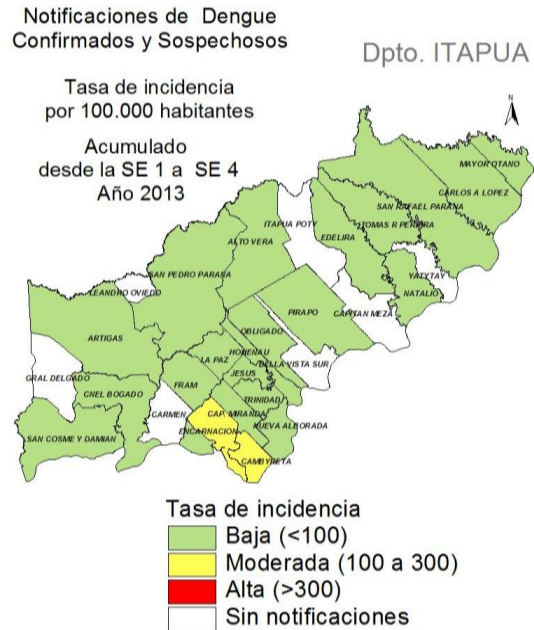 Notificaciones de Dengue
Confirmados y Sospechosos
Dpto. ITAPUA
Tasa de incidencia
por 100.000 habitantes
Acumulado
desde la SE 1 a SE 4
Año 2013
N
MAYOR OTANO
CARLOS A LOPEZ
SAN RAFAEL PARANA
ITAPUA POTY
TOMAS R PEREIRA
ALTO VERA
EDELIRA
SAN PEDRO PARANA
YATYTAY
NATALIO
LEANDRO OVIEDO
PIRAPO
CAPITAN MEZA
OBLIGADO
ARTIGAS
HOHENAU
LA PAZ
BELLA VISTA SUR
JESUS
GRAL DELGADO
FRAM
CNEL BOGADO
TRINIDAD
CARMEN
CAP. MIRANDA
NUEVA ALBORADA
ENCARNACION
SAN COSME Y DAMIAN
CAMBYRETA
Tasa de incidencia
Baja (<100)
Moderada (100 a 300)
Alta (>300)
Sin notificaciones